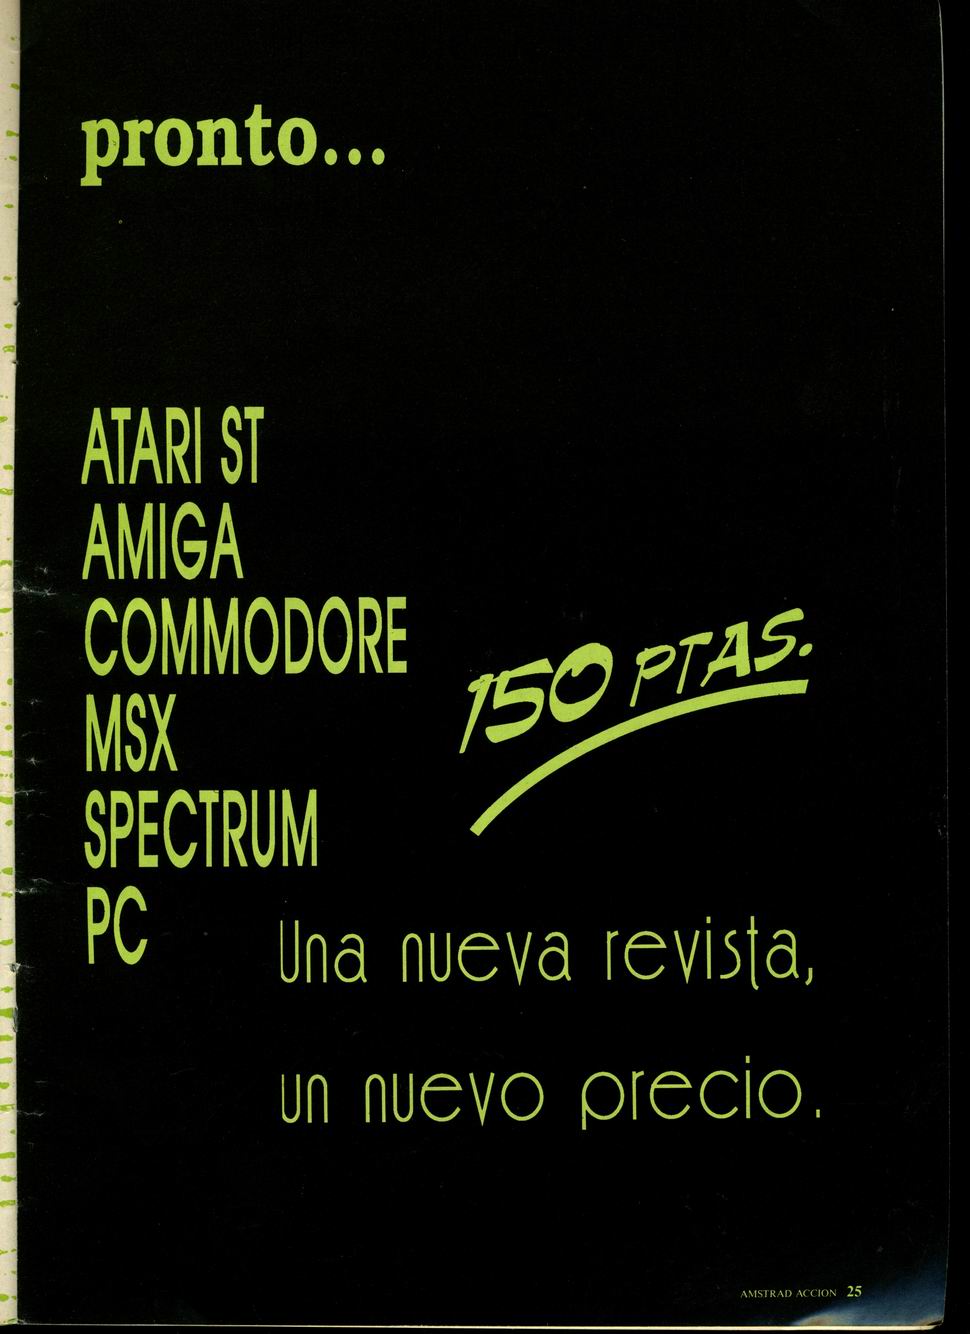 pronto...
ATARI ST
AMIGA
COMMODORE
MSX
SPECTRUM
PC
150 PTAS.
Una nueva revista,
un nuevo precio.
AMSTRAD ACCION 25